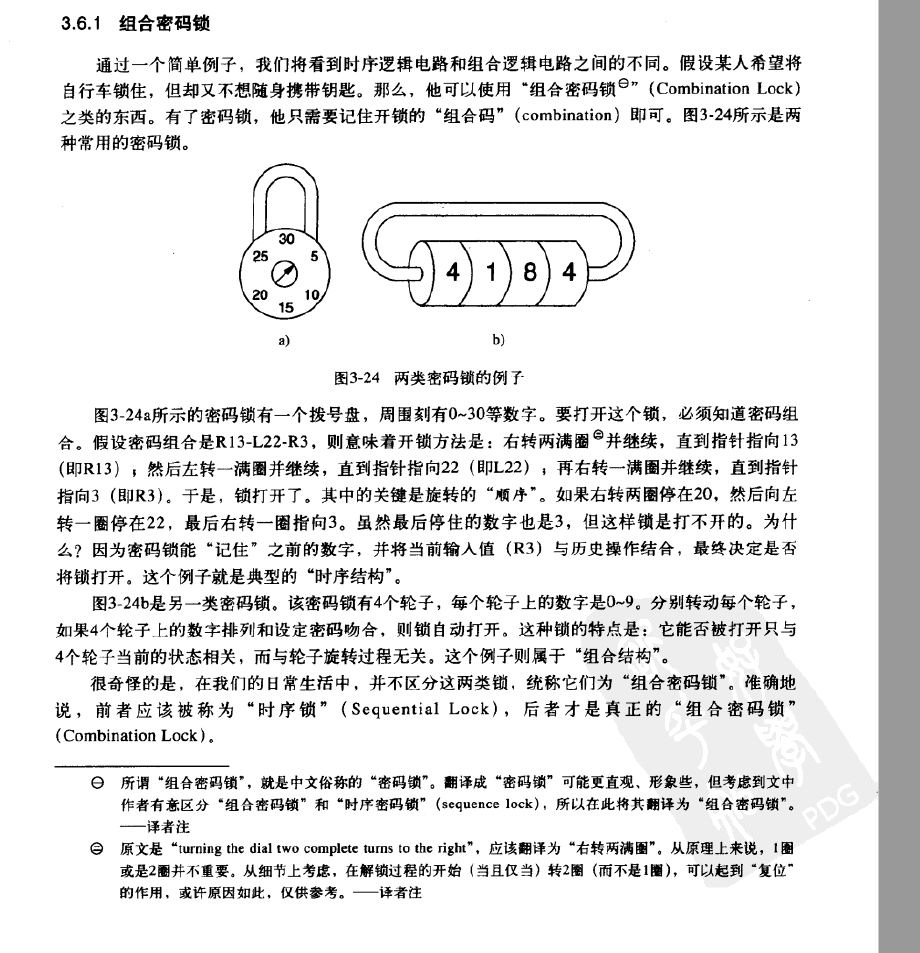 3.6.1 组合密码锁
通过一个简单例子，我们将看到时序逻辑电路和组合逻辑电路之间的不同。假设某人希望将
自行车锁住，但却又不想随身携带钥匙。那么，他可以使用“组合密码锁㊀”（Combination Lock）
之类的东西。有了密码锁，他只需要记住开锁的“组合码”（combination）即可。图3-24所示是两
种常用的密码锁。
30
25 5
20 10
15
4 1 8 4
a) b)
图3-24 两类密码锁的例子
图3-24a所示的密码锁有一个拨号盘，周围刻有0~30等数字。要打开这个锁，必须知道密码组
合。假设密码组合是R13-L22-R3，则意味着开锁方法是：右转两满圈㊁并继续，直到指针指向13
（即R13）；然后左转一满圈并继续，直到指针指向22（即L22）；再右转一满圈并继续，直到指针
指向3（即R3）。于是，锁打开了。其中的关键是旋转的“顺序”。如果右转两圈停在20，然后向左
转一圈停在22，最后右转一圈指向3。虽然最后停住的数字也是3，但这样锁是打不开的。为什
么？因为密码锁能“记住”之前的数字，并将当前输入值（R3）与历史操作结合，最终决定是否
将锁打开。这个例子就是典型的“时序结构”。
图3-24b是另一类密码锁。该密码锁有4个轮子，每个轮子上的数字是0~9。分别转动每个轮子，
如果4个轮子上的数字排列和设定密码吻合，则锁自动打开。这种锁的特点是：它能否被打开只与
4个轮子当前的状态相关，而与轮子旋转过程无关。这个例子则属于“组合结构”。
很奇怪的是，在我们的日常生活中，并不区分这两类锁，统称它们为“组合密码锁”。准确地
说，前者应该被称为“时序锁”（Sequential Lock），后者才是真正的“组合密码锁”
（Combination Lock）。
㊀ 所谓“组合密码锁”，就是中文俗称的“密码锁”。翻译成“密码锁”可能更直观、形象些，但考虑到文中
作者有意区分“组合密码锁”和“时序密码锁”（sequence lock），所以在此将其翻译为“组合密码锁”。
——译者注
㊁ 原文是“turning the dial two complete turns to the right”，应该翻译为“右转两满圈”。从原理上来说，1圈
或是2圈并不重要。从细节上考虑，在解锁过程的开始（当且仅当）转2圈（而不是1圈），可以起到“复位”
的作用，或许原因如此，仅供参考。——译者注
PDG